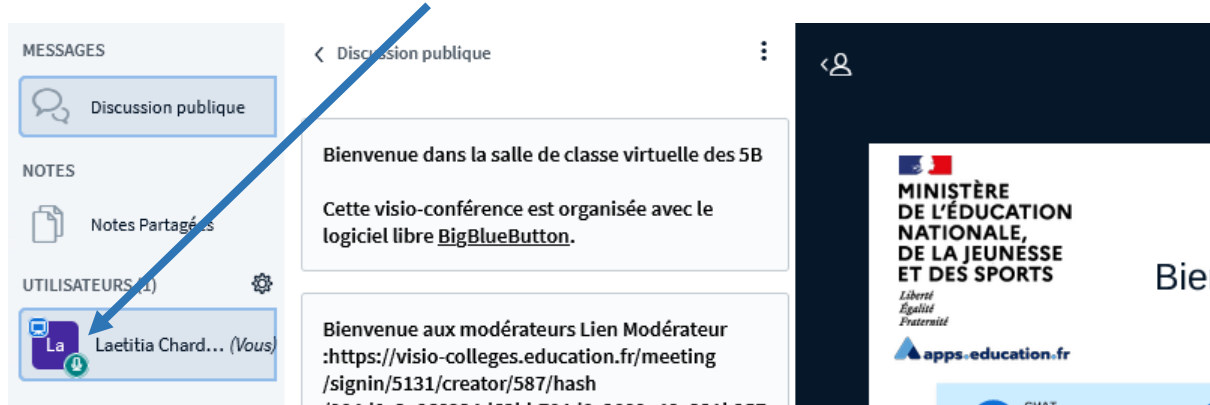 MESSAGES
Discussion publique
NOTES
Notes Partagées
UTILISATEURS (1)
La
Laetitia Chard... (Vous)
Discussion publique
Bienvenue dans la salle de classe virtuelle des 5B
Cette visio-conférence est organisée avec le
logiciel libre BigBlueButton.
Bienvenue aux modérateurs Lien Modérateur
:https://visio-colleges.education.fr/meeting
/signin/5131/creator/587/hash
MINISTÈRE
DE L'ÉDUCATION
NATIONALE,
DE LA JEUNESSE
ET DES SPORTS
Liberté
Égalité
Fraternité
apps.education.fr
Bie